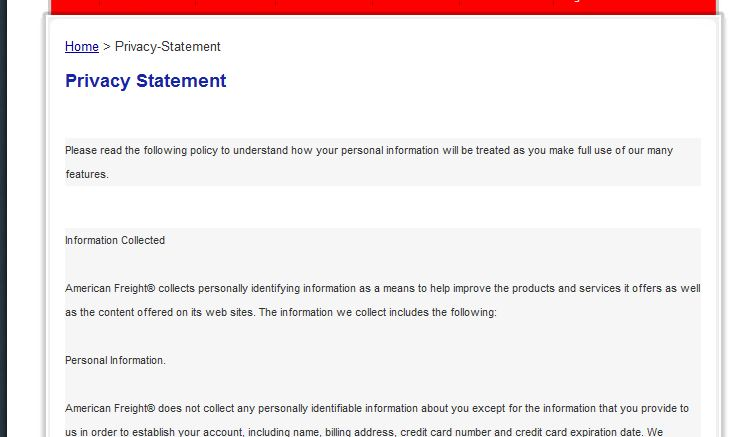 Home > Privacy-Statement
Privacy Statement
Please read the following policy to understand how your personal information will be treated as you make full use of our many
features.
Information Collected
American Freight® collects personally identifying information as a means to help improve the products and services it offers as well
as the content offered on its web sites. The information we collect includes the following:
Personal Information.
American Freight® does not collect any personally identifiable information about you except for the information that you provide to
us in order to establish your account, including name, billing address, credit card number and credit card expiration date. We